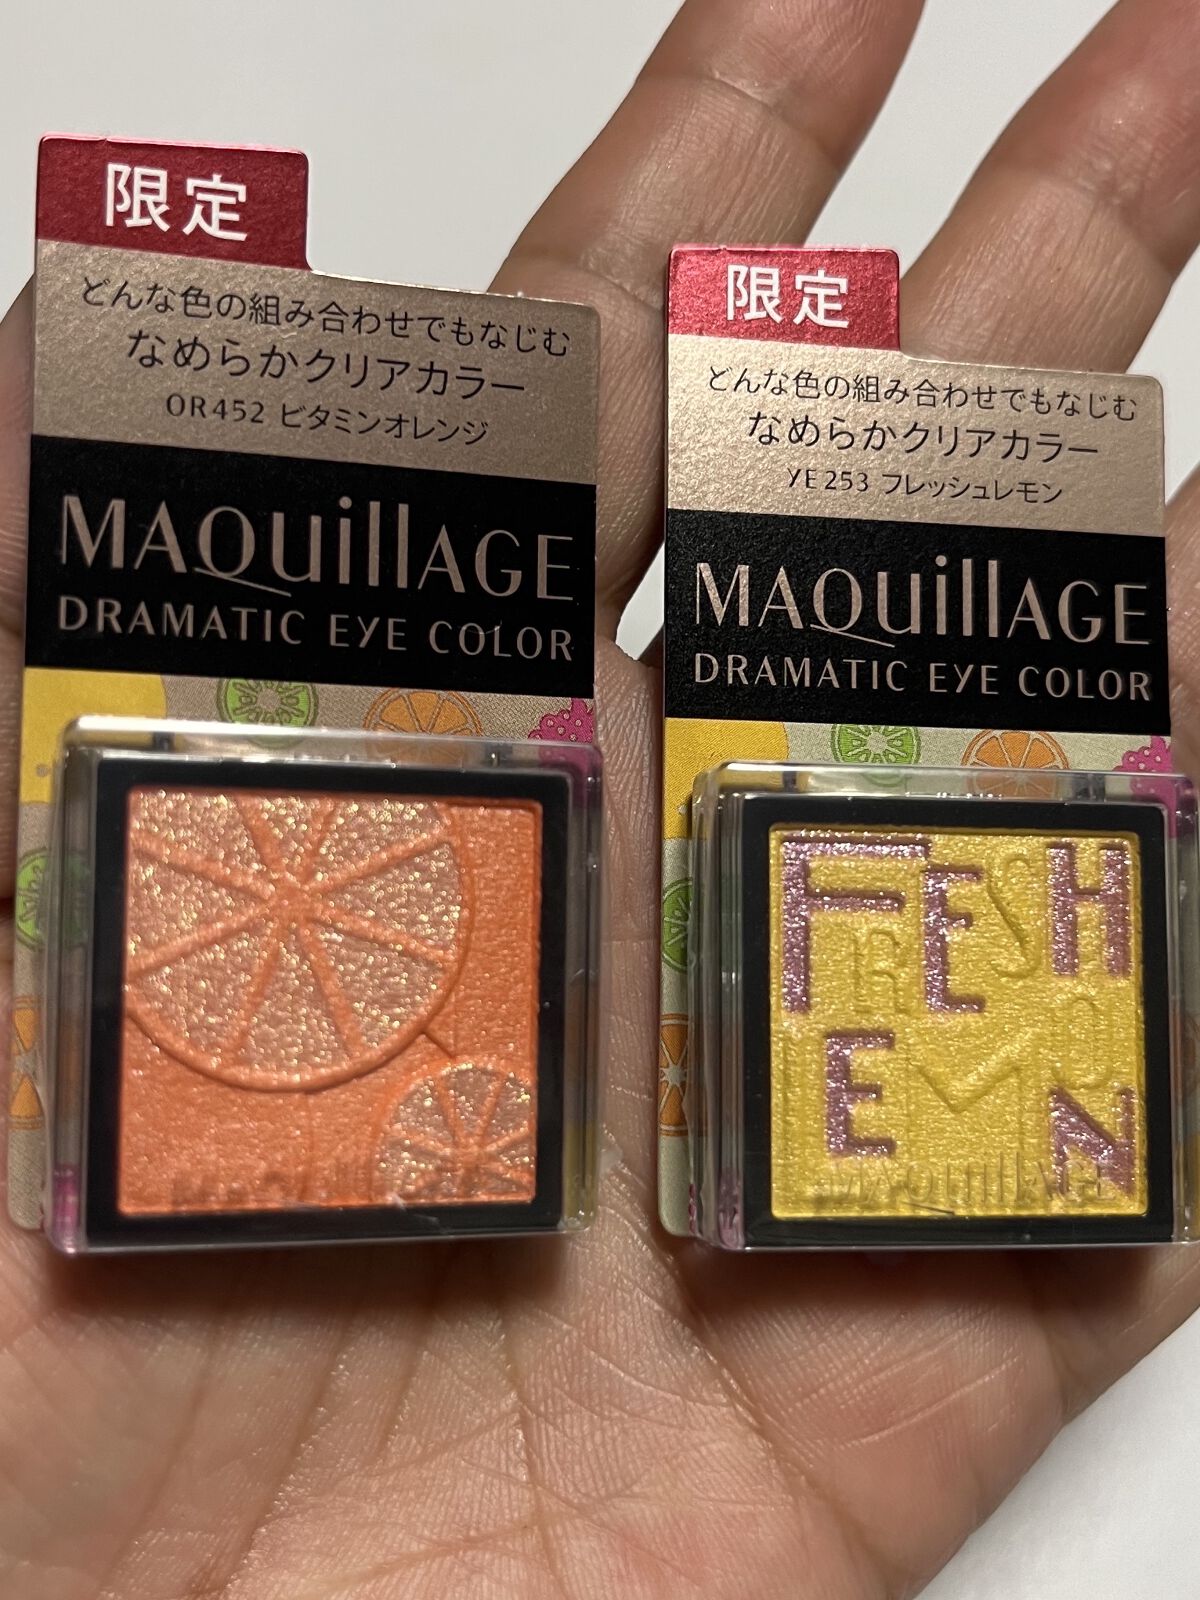 限定
どんな色の組み合わせでもなじむ
なめらかクリアカラー
OR452 ビタミンオレンジ
MAQuillAGE
DRAMATIC EYE COLOR
限定
どんな色の組み合わせでもなじむ
なめらかクリアカラー
YE253 フレッシュレモン
MAQuillAGE
DRAMATIC EYE COLOR
FRESH
LEMON
MAQuillAGE